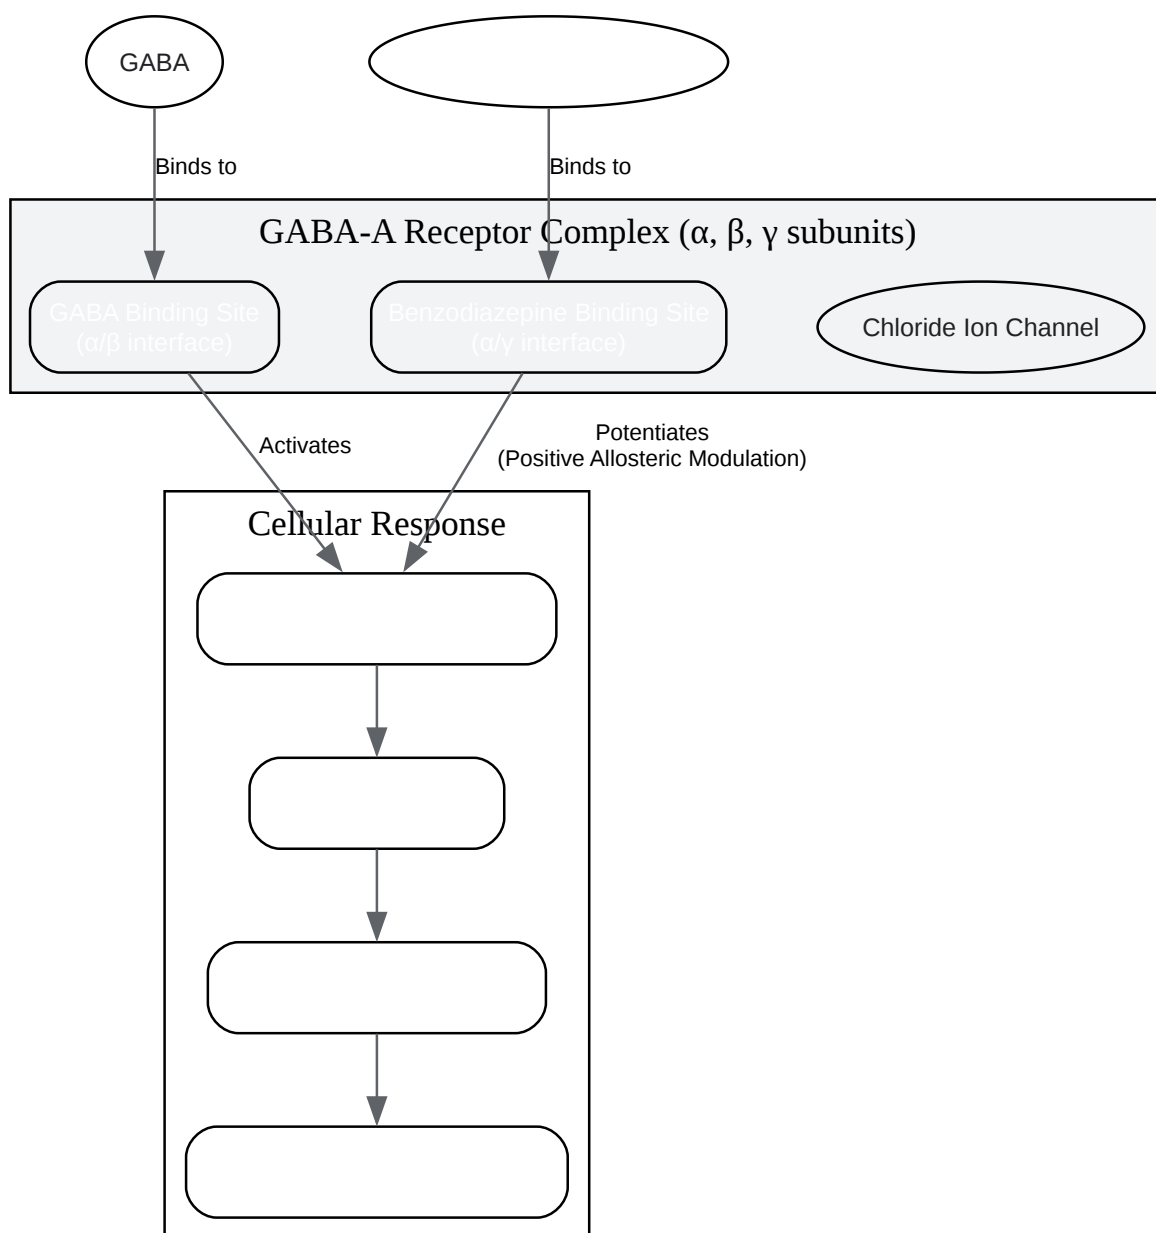 GABA
Binds to
Binds to
GABA-A Receptor Complex (α, β, γ subunits)
GABA Binding Site
(α/β interface)
Benzodiazepine Binding Site
(α/γ interface)
Chloride Ion Channel
Activates
Potentiates
(Positive Allosteric Modulation)
Cellular Response